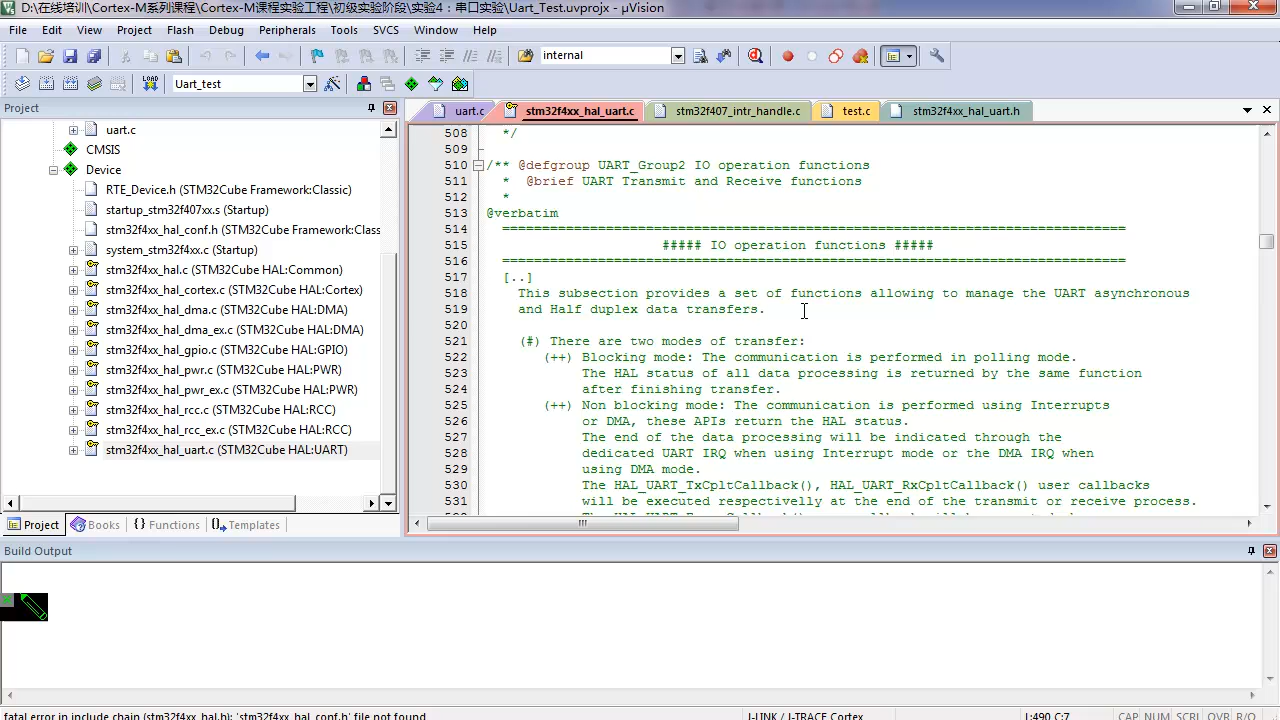 D:\在线培训\Cortex-M系列课程\Cortex-M课程实验工程\初级实验阶段\实验4：串口实验\Uart_Test.uvprojx - µVision
File Edit View Project Flash Debug Peripherals Tools SVCS Window Help
internal
LOAD Uart_test
Project
uart.c stm32f4xx_hal_uart.c stm32f407_intr_handle.c test.c stm32f4xx_hal_uart.h
uart.c
CMSIS
Device
RTE_Device.h (STM32Cube Framework:Classic)
startup_stm32f407xx.s (Startup)
stm32f4xx_hal_conf.h (STM32Cube Framework:Class
system_stm32f4xx.c (Startup)
stm32f4xx_hal.c (STM32Cube HAL:Common)
stm32f4xx_hal_cortex.c (STM32Cube HAL:Cortex)
stm32f4xx_hal_dma.c (STM32Cube HAL:DMA)
stm32f4xx_hal_dma_ex.c (STM32Cube HAL:DMA)
stm32f4xx_hal_gpio.c (STM32Cube HAL:GPIO)
stm32f4xx_hal_pwr.c (STM32Cube HAL:PWR)
stm32f4xx_hal_pwr_ex.c (STM32Cube HAL:PWR)
stm32f4xx_hal_rcc.c (STM32Cube HAL:RCC)
stm32f4xx_hal_rcc_ex.c (STM32Cube HAL:RCC)
stm32f4xx_hal_uart.c (STM32Cube HAL:UART)
Project Books {} Functions Templates
508 */
509
510 /** @defgroup UART_Group2 IO operation functions
511 * @brief UART Transmit and Receive functions
512 *
513 @verbatim
514 ==============================================================================
515 ##### IO operation functions #####
516 ==============================================================================
517 [..]
518 This subsection provides a set of functions allowing to manage the UART asynchronous
519 and Half duplex data transfers.
520
521 (#) There are two modes of transfer:
522 (++) Blocking mode: The communication is performed in polling mode.
523 The HAL status of all data processing is returned by the same function
524 after finishing transfer.
525 (++) Non blocking mode: The communication is performed using Interrupts
526 or DMA, these APIs return the HAL status.
527 The end of the data processing will be indicated through the
528 dedicated UART IRQ when using Interrupt mode or the DMA IRQ when
529 using DMA mode.
530 The HAL_UART_TxCpltCallback(), HAL_UART_RxCpltCallback() user callbacks
531 will be executed respectivelly at the end of the transmit or receive process.
Build Output
fatal error in include chain (stm32f4xx_hal.h): 'stm32f4xx_hal_conf.h' file not found
J-LINK / J-TRACE Cortex L:490 C:7 CAP NUM SCRL OVR R/O